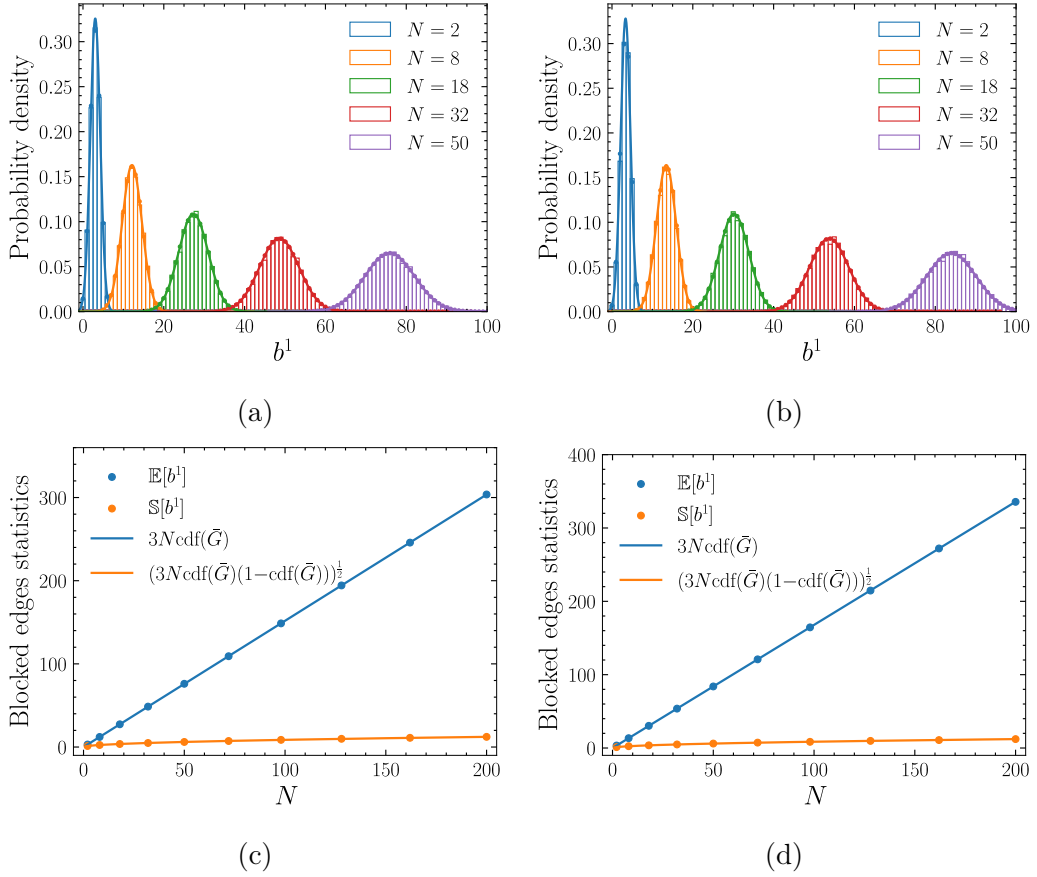 Probability density
0.30
0.25
0.20
0.15
0.10
0.05
0.00
0 20 40 60 80 100
b¹
N = 2
N = 8
N = 18
N = 32
N = 50
(a)
Probability density
0.30
0.25
0.20
0.15
0.10
0.05
0.00
0 20 40 60 80 100
b¹
N = 2
N = 8
N = 18
N = 32
N = 50
(b)
Blocked edges statistics
300
200
100
0
0 50 100 150 200
N
𝔼[b¹]
𝕊[b¹]
3Ncdf(Ḡ)
(3Ncdf(Ḡ)(1−cdf(Ḡ)))^½
(c)
Blocked edges statistics
400
300
200
100
0
0 50 100 150 200
N
𝔼[b¹]
𝕊[b¹]
3Ncdf(Ḡ)
(3Ncdf(Ḡ)(1−cdf(Ḡ)))^½
(d)